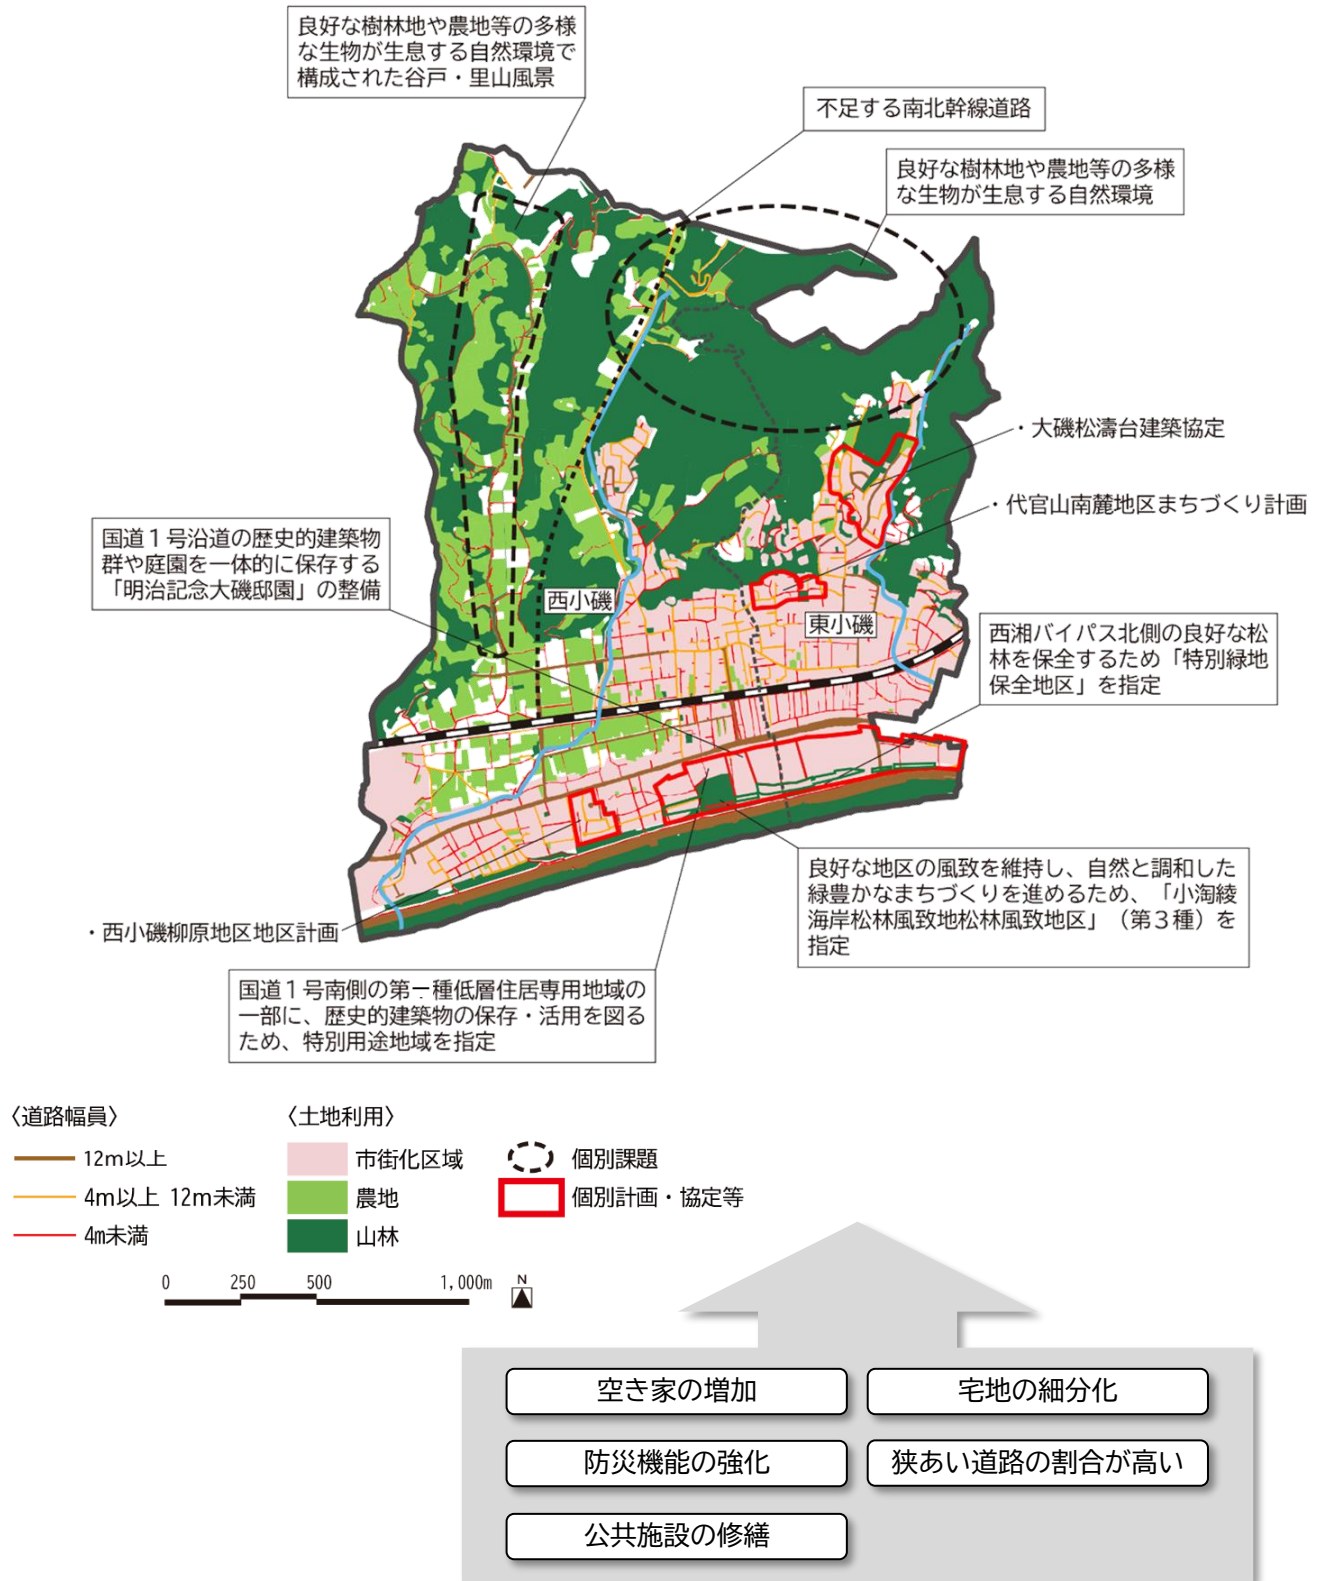 良好な樹林地や農地等の多様
な生物が生息する自然環境で
構成された谷戸・里山風景
不足する南北幹線道路
良好な樹林地や農地等の多様
な生物が生息する自然環境
・大磯松濤台建築協定
・代官山南麓地区まちづくり計画
国道１号沿道の歴史的建築物
群や庭園を一体的に保存する
「明治記念大磯邸園」の整備
西小磯
東小磯
西湘バイパス北側の良好な松
林を保全するため「特別緑地
保全地区」を指定
良好な地区の風致を維持し、自然と調和した
緑豊かなまちづくりを進めるため、「小淘綾
海岸松林風致地松林風致地区」（第３種）を
指定
・西小磯柳原地区地区計画
国道１号南側の第一種低層住居専用地域の
一部に、歴史的建築物の保存・活用を図る
ため、特別用途地域を指定
〈道路幅員〉
12m以上
4m以上 12m未満
4m未満
〈土地利用〉
市街化区域
農地
山林
個別課題
個別計画・協定等
0 250 500 1,000m
N
空き家の増加
宅地の細分化
防災機能の強化
狭あい道路の割合が高い
公共施設の修繕